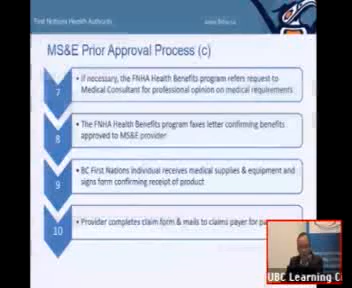 First Nations Health Authority
www.fnha.ca
MS&E Prior Approval Process (c)
7
• If necessary, the FNHA Health Benefits program refers request to
Medical Consultant for professional opinion on medical requirements
8
• The FNHA Health Benefits program faxes letter confirming benefits
approved to MS&E provider
9
• BC First Nations individual receives medical supplies & equipment and
signs form confirming receipt of product
10
• Provider completes claim form & mails to claims payer for
UBC Learning